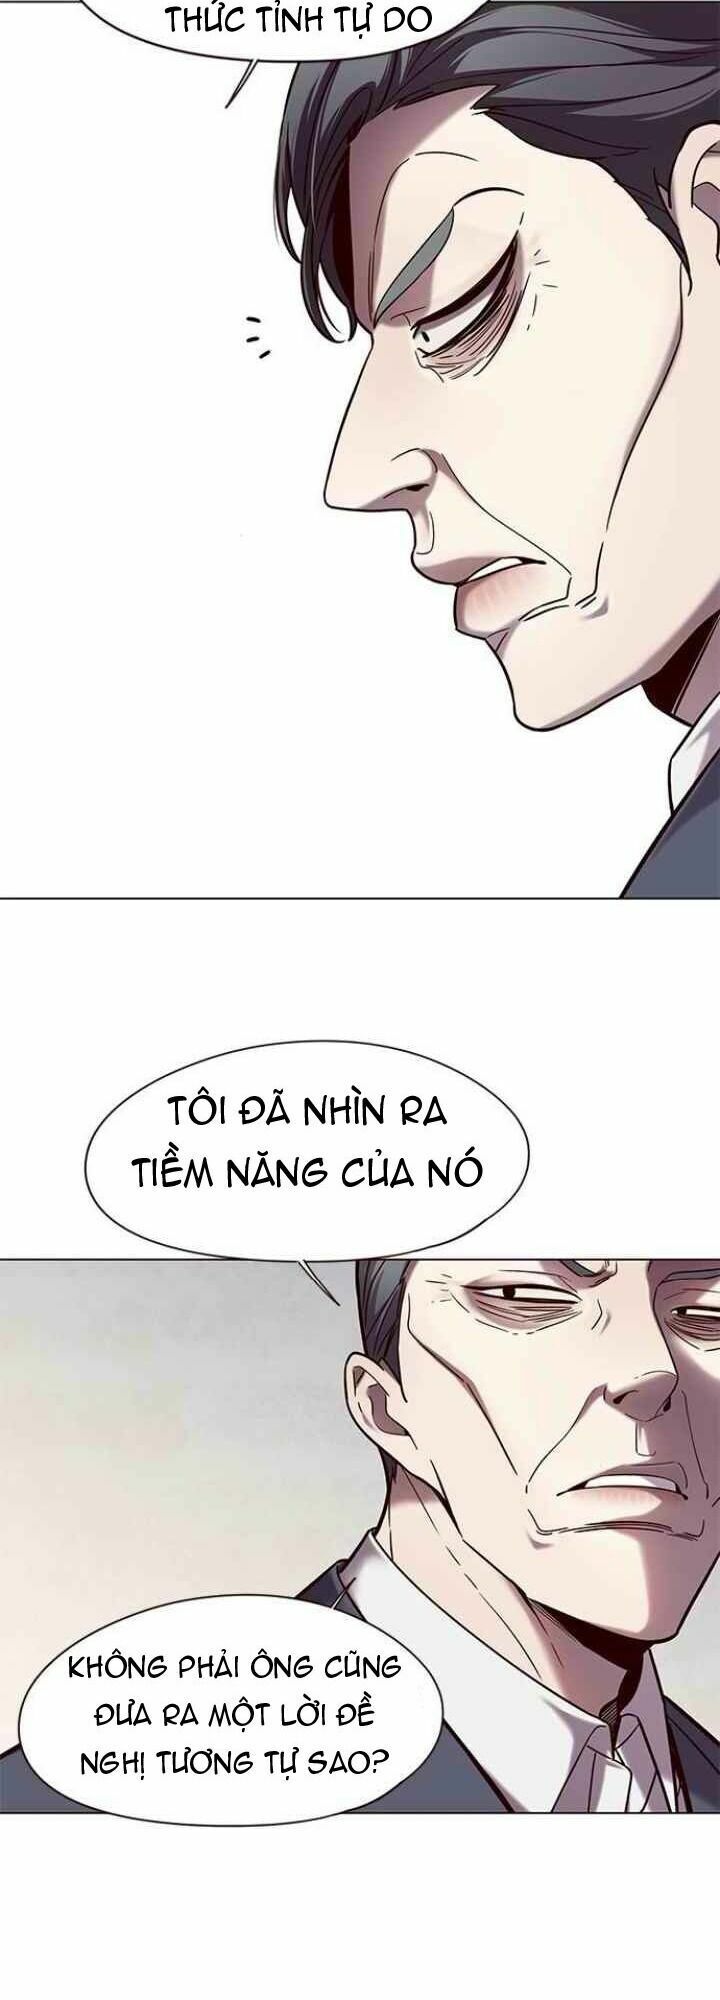 THỨC TỈNH TỰ DO
TÔI ĐÃ NHÌN RA
TIỀM NĂNG CỦA NÓ
KHÔNG PHẢI ÔNG CŨNG
ĐƯA RA MỘT LỜI ĐỀ
NGHỊ TƯƠNG TỰ SAO?